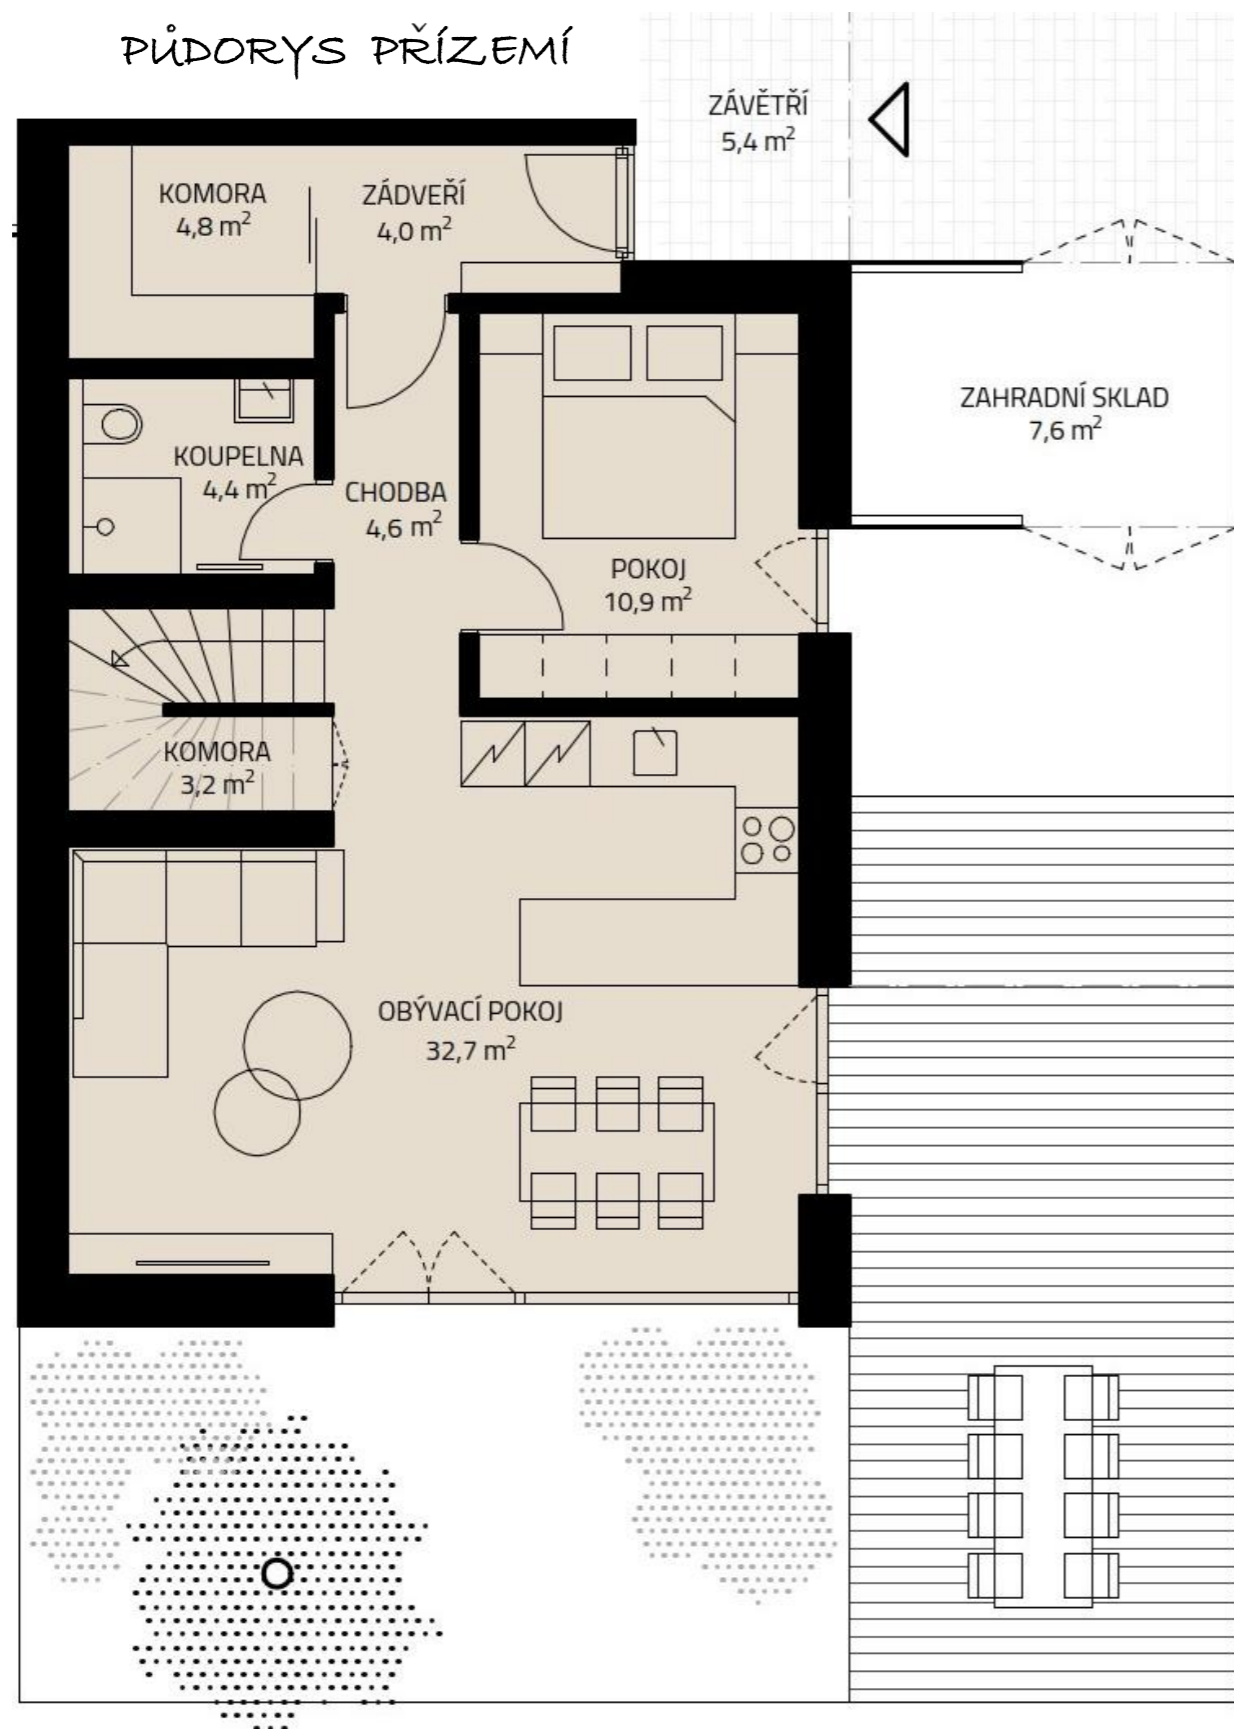 PŮDORYS PŘÍZEMÍ
ZÁVĚTŘÍ
5,4 m²
KOMORA
4,8 m²
ZÁDVEŘÍ
4,0 m²
ZAHRADNÍ SKLAD
7,6 m²
KOUPELNA
4,4 m²
CHODBA
4,6 m²
POKOJ
10,9 m²
KOMORA
3,2 m²
OBÝVACÍ POKOJ
32,7 m²